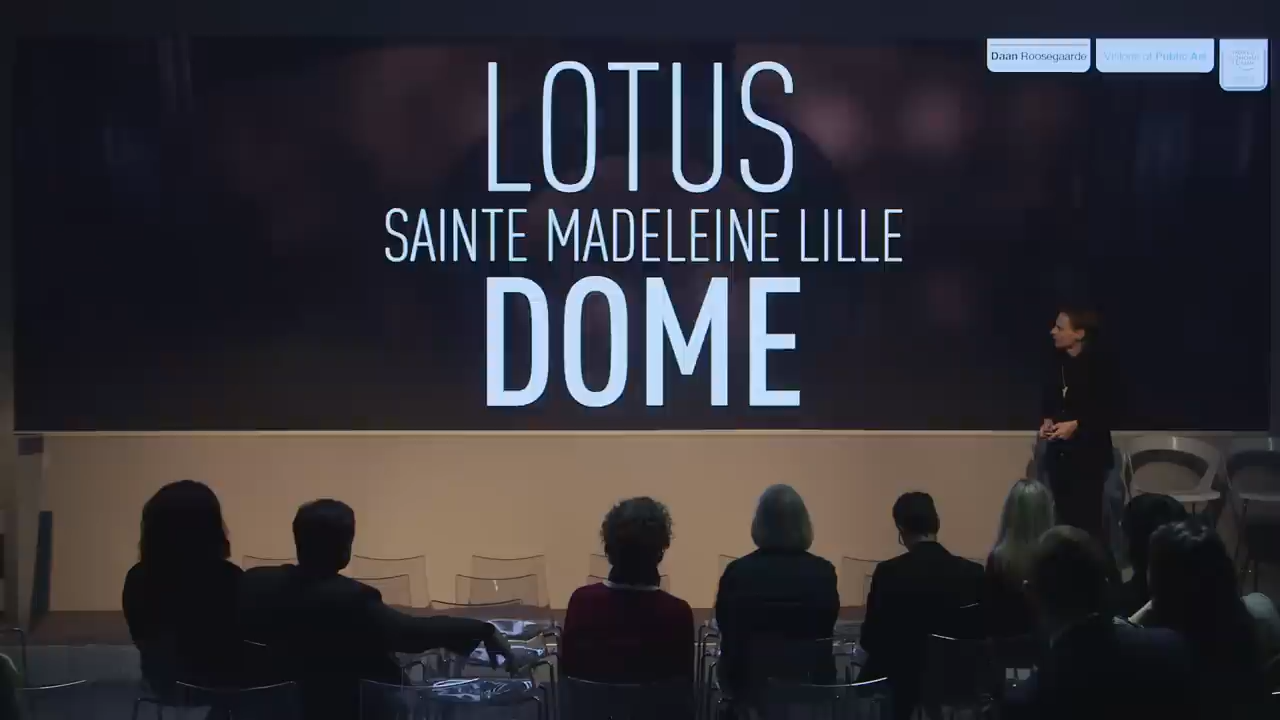 LOTUS
SAINTE MADELEINE LILLE
DOME
Daan Roosegaarde
Visions of Public Art